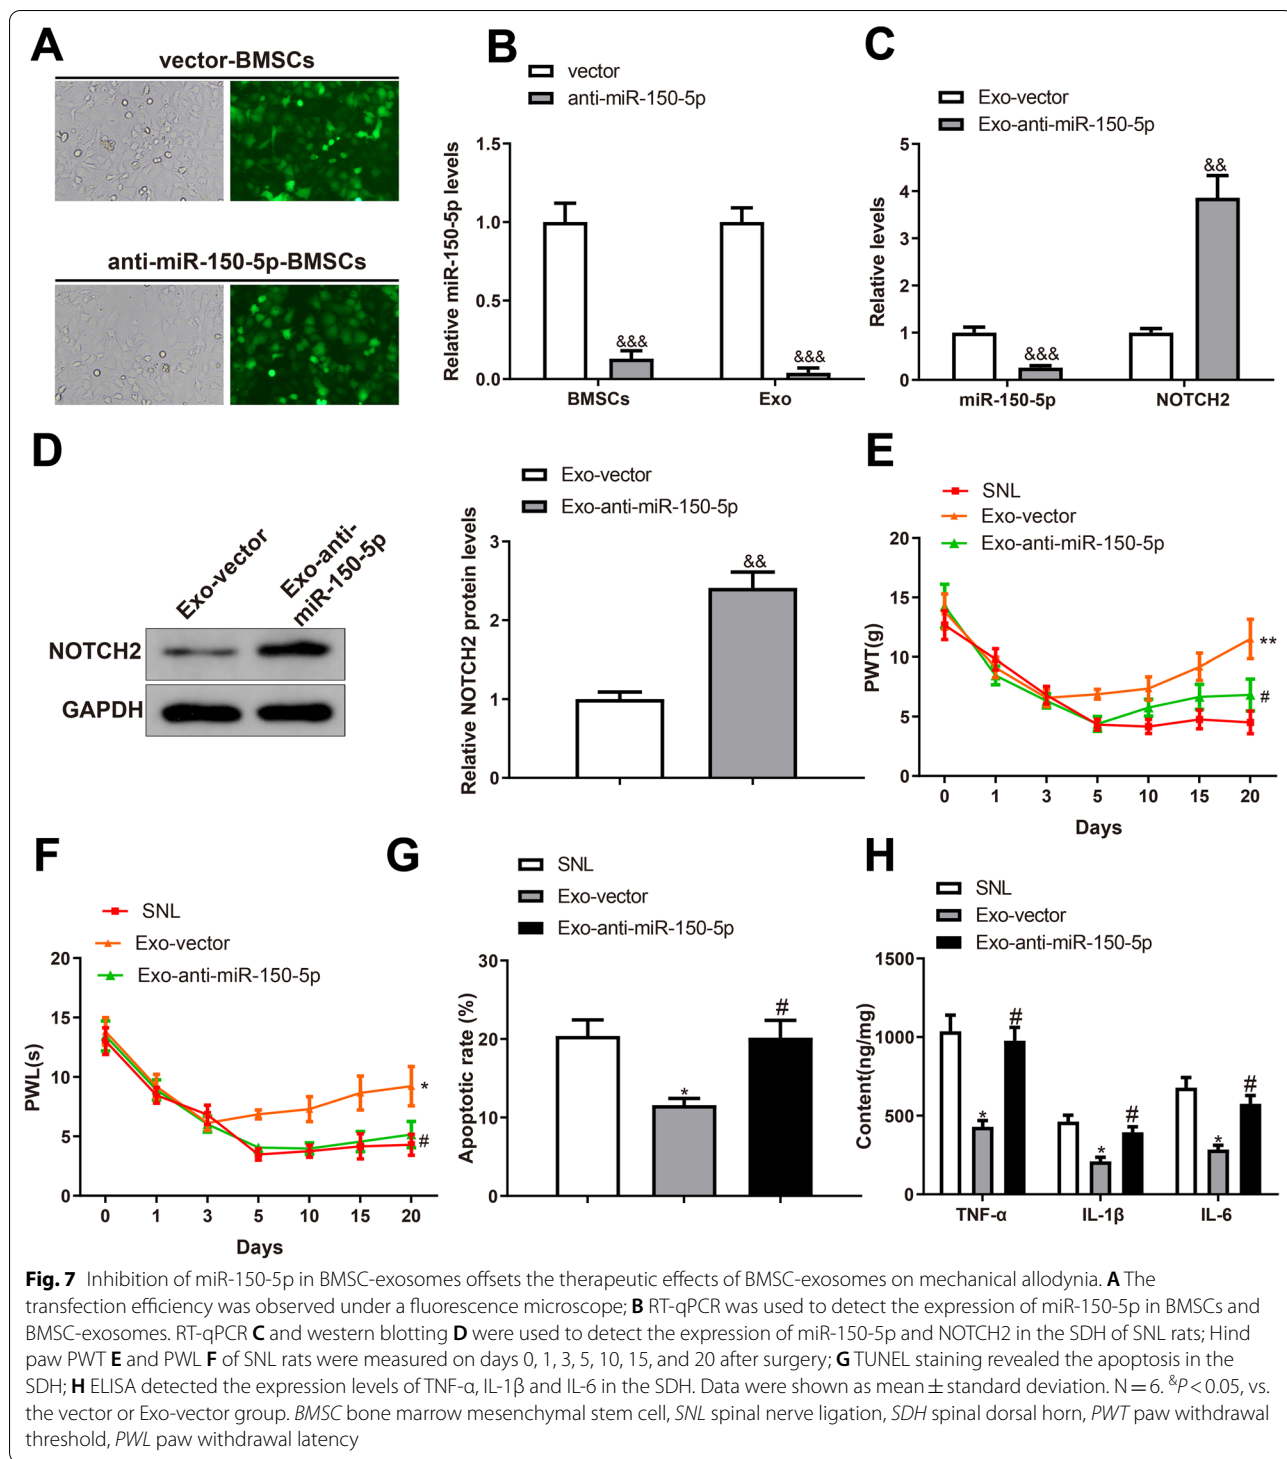 A
vector-BMSCs
anti-miR-150-5p-BMSCs
B
vector
anti-miR-150-5p
Relative miR-150-5p levels
1.5
1.0
0.5
0.0
&&&
&&&
BMSCs
Exo
C
Exo-vector
Exo-anti-miR-150-5p
Relative levels
5
4
3
2
1
0
&&&
&&
miR-150-5p
NOTCH2
D
Exo-vector
Exo-anti-
miR-150-5p
NOTCH2
GAPDH
Exo-vector
Exo-anti-miR-150-5p
Relative NOTCH2 protein levels
3
2
1
0
&&
E
SNL
Exo-vector
Exo-anti-miR-150-5p
PWT(g)
20
15
10
5
0
**
#
0 1 3 5 10 15 20
Days
F
SNL
Exo-vector
Exo-anti-miR-150-5p
PWL(s)
20
15
10
5
0
*
#
0 1 3 5 10 15 20
Days
G
SNL
Exo-vector
Exo-anti-miR-150-5p
Apoptotic rate (%)
30
20
10
0
*
#
H
SNL
Exo-vector
Exo-anti-miR-150-5p
Content(ng/mg)
1500
1000
500
0
*
#
*
#
*
#
TNF-α
IL-1β
IL-6
Fig. 7 Inhibition of miR-150-5p in BMSC-exosomes offsets the therapeutic effects of BMSC-exosomes on mechanical allodynia. A The
transfection efficiency was observed under a fluorescence microscope; B RT-qPCR was used to detect the expression of miR-150-5p in BMSCs and
BMSC-exosomes. RT-qPCR C and western blotting D were used to detect the expression of miR-150-5p and NOTCH2 in the SDH of SNL rats; Hind
paw PWT E and PWL F of SNL rats were measured on days 0, 1, 3, 5, 10, 15, and 20 after surgery; G TUNEL staining revealed the apoptosis in the
SDH; H ELISA detected the expression levels of TNF-α, IL-1β and IL-6 in the SDH. Data were shown as mean ± standard deviation. N = 6. &P < 0.05, vs.
the vector or Exo-vector group. BMSC bone marrow mesenchymal stem cell, SNL spinal nerve ligation, SDH spinal dorsal horn, PWT paw withdrawal
threshold, PWL paw withdrawal latency